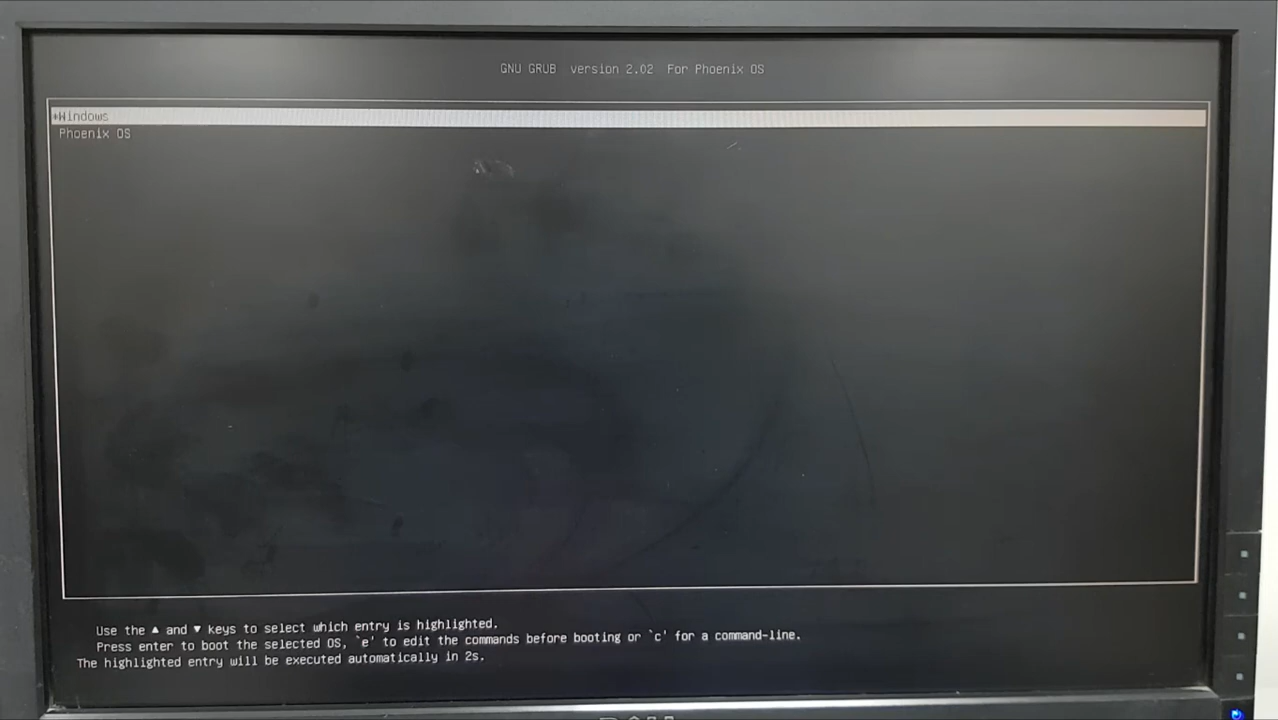 GNU GRUB version 2.02 For Phoenix OS
*Windows
Phoenix OS
Use the ▲ and ▼ keys to select which entry is highlighted.
Press enter to boot the selected OS, `e' to edit the commands before booting or `c' for a command-line.
The highlighted entry will be executed automatically in 2s.